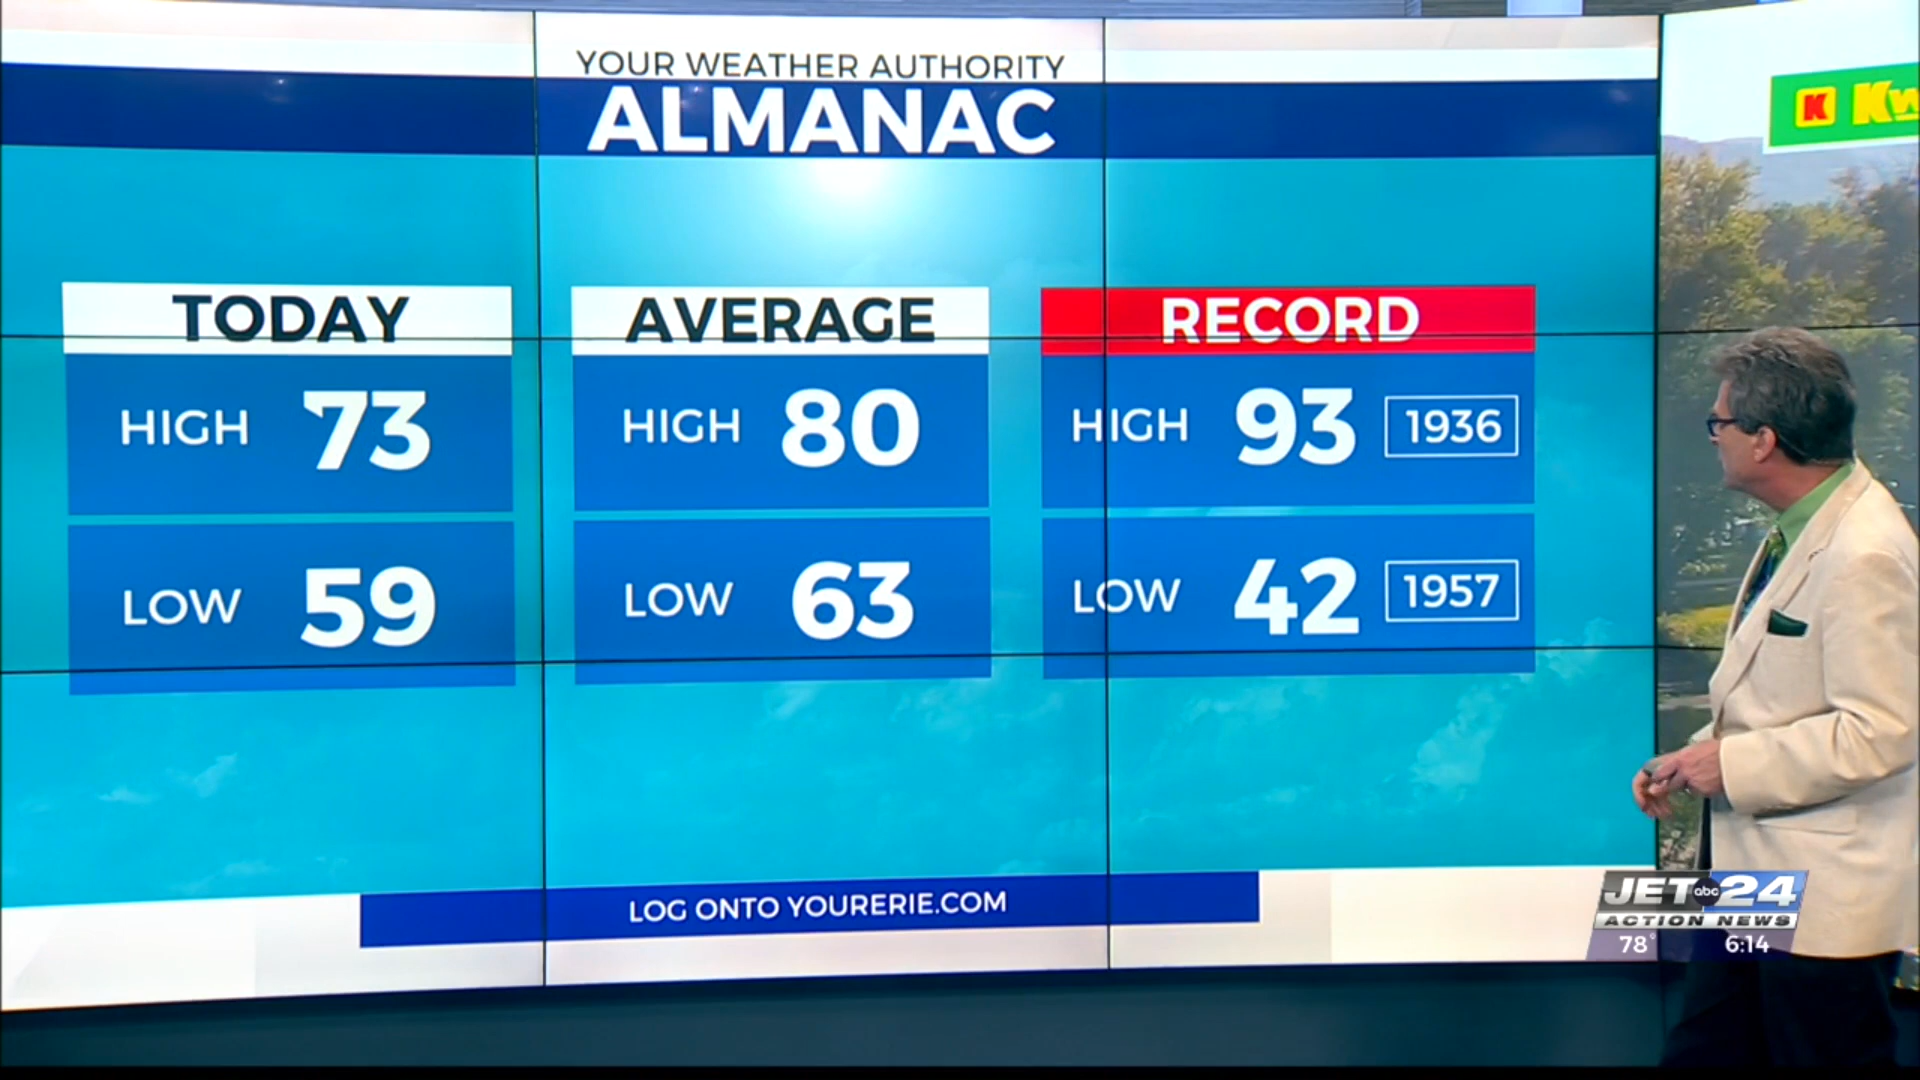 YOUR WEATHER AUTHORITY
ALMANAC
K
TODAY
HIGH 73
LOW 59
AVERAGE
HIGH 80
LOW 63
RECORD
HIGH 93 1936
LOW 42 1957
LOG ONTO YOURERIE.COM
JET abc 24
ACTION NEWS
78° 6:14